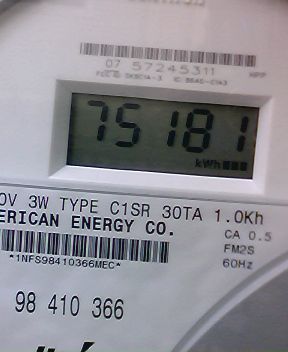 07 57245311
75181
kWh
0V 3W TYPE C1SR 30TA 1.0Kh
ERICAN ENERGY CO.
CA 0.5
FM2S
*1NFS98410366MEC*
60Hz
98 410 366